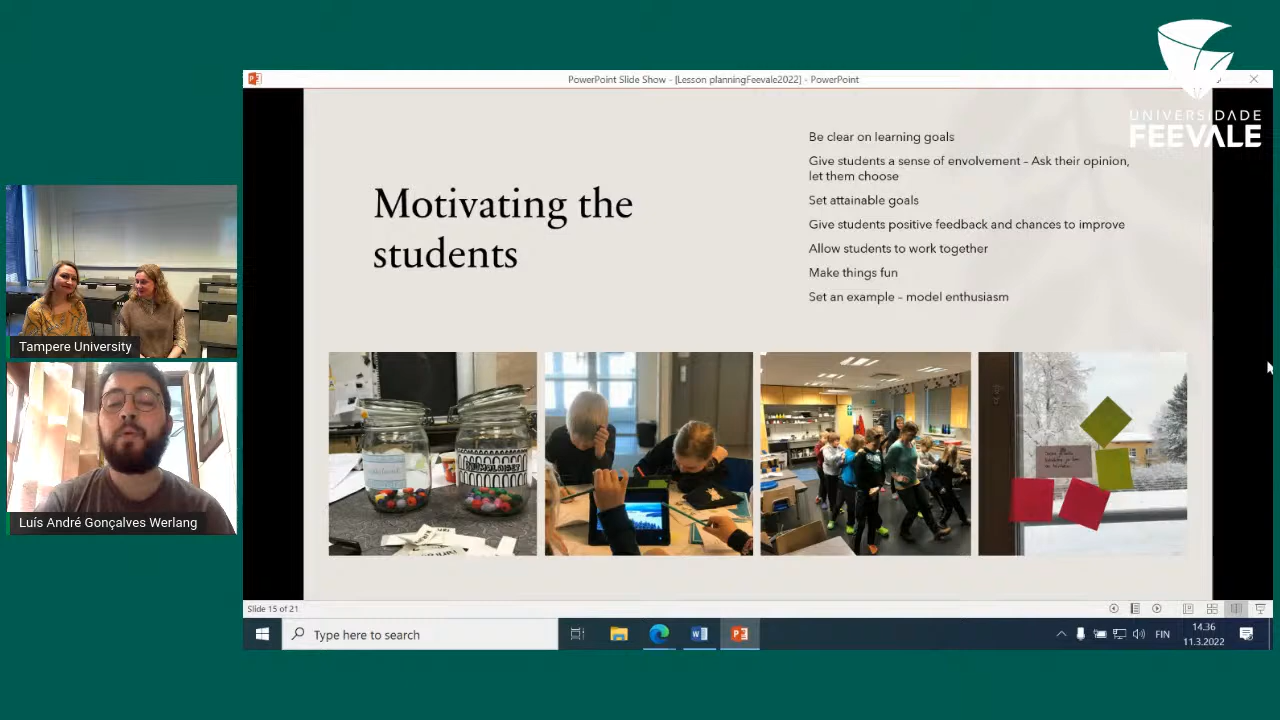 UNIVERSIDADE
FEEVALE
PowerPoint Slide Show - [Lesson planningFeevale2022] - PowerPoint
Motivating the
students
Be clear on learning goals
Give students a sense of envolvement – Ask their opinion,
let them choose
Set attainable goals
Give students positive feedback and chances to improve
Allow students to work together
Make things fun
Set an example – model enthusiasm
Tampere University
Luís André Gonçalves Werlang
Slide 15 of 21
Type here to search
FIN
14.36
11.3.2022